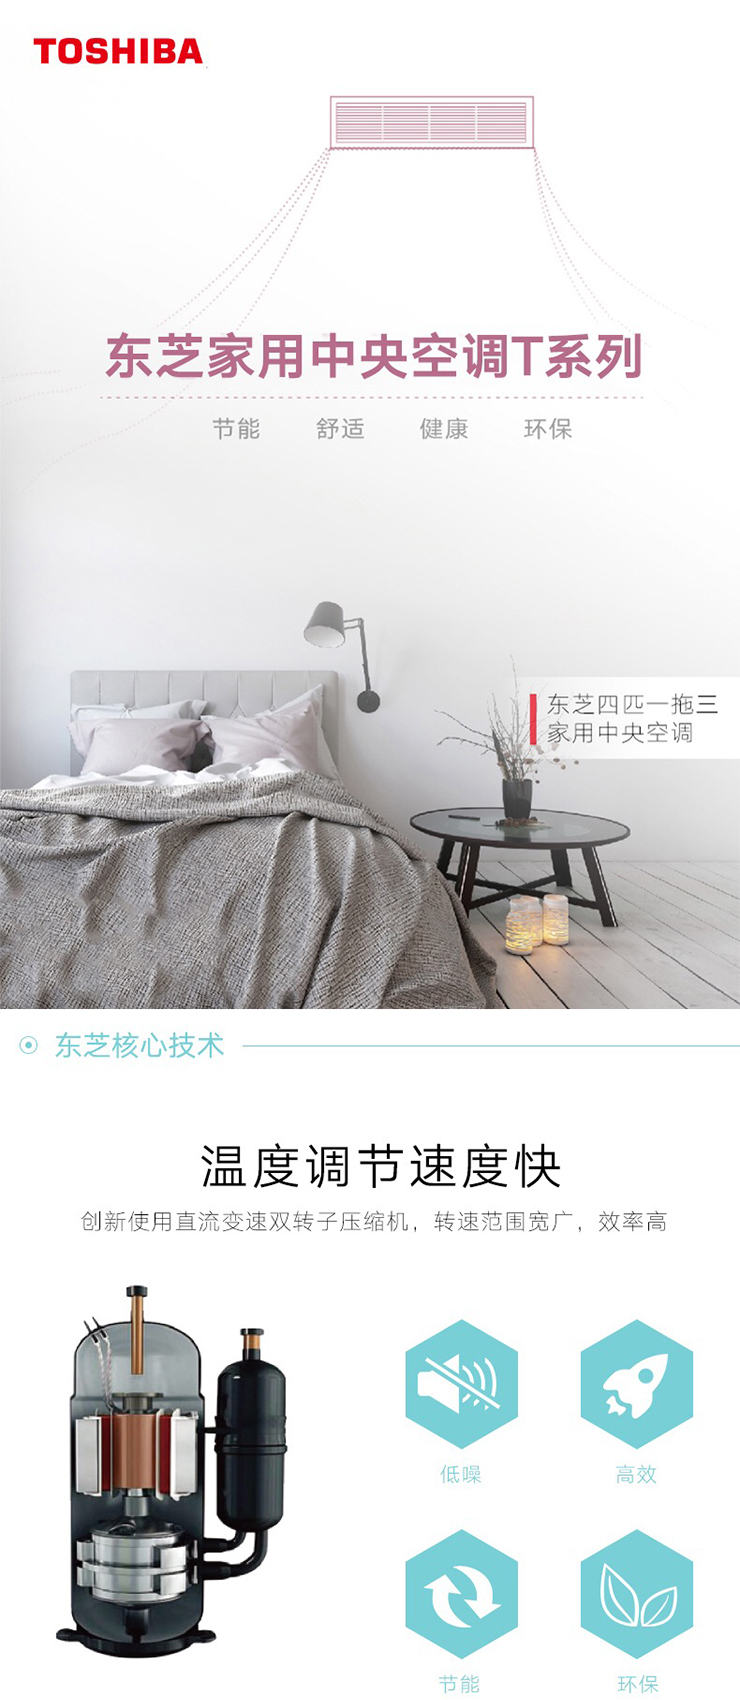 TOSHIBA
东芝家用中央空调T系列
节能 舒适 健康 环保
东芝四匹一拖三
家用中央空调
东芝核心技术
温度调节速度快
创新使用直流变速双转子压缩机，转速范围宽广，效率高
低噪 高效
节能 环保